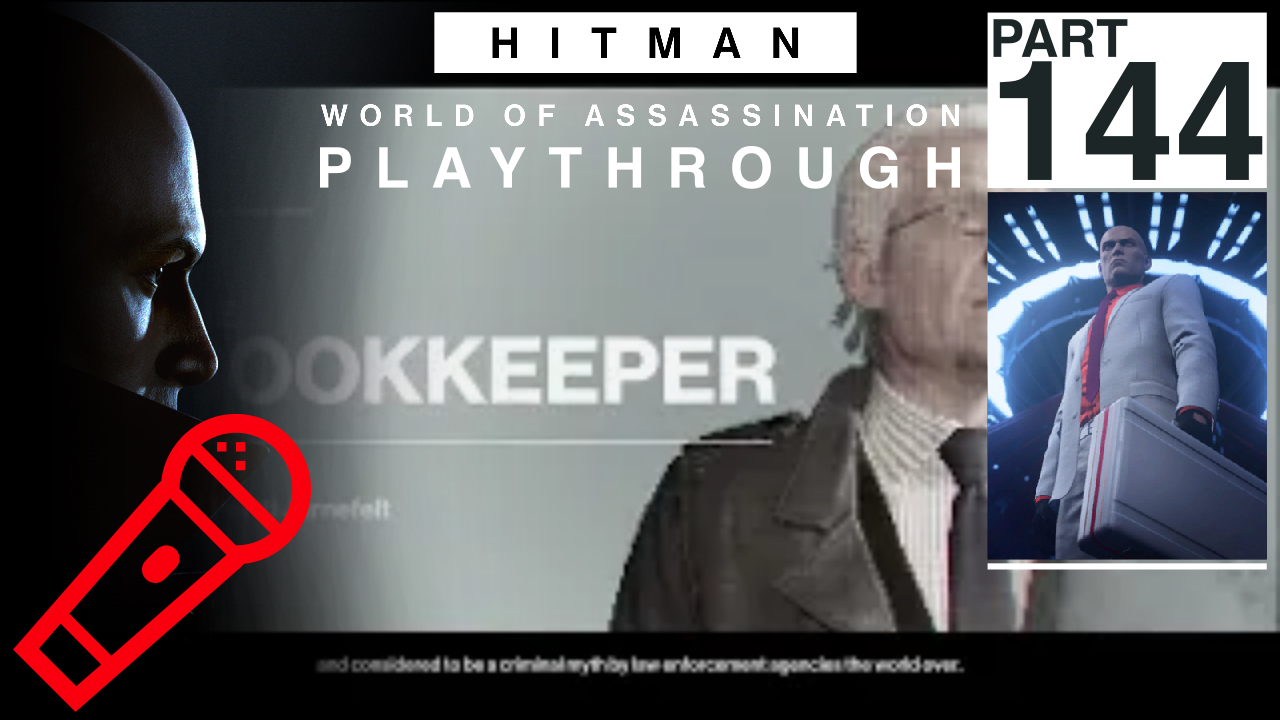 HITMAN
WORLD OF ASSASSINATION
PLAYTHROUGH
PART
144
OOKKEEPER
rnefelt
and considered to be a criminal myth by law enforcement agencies the world over.